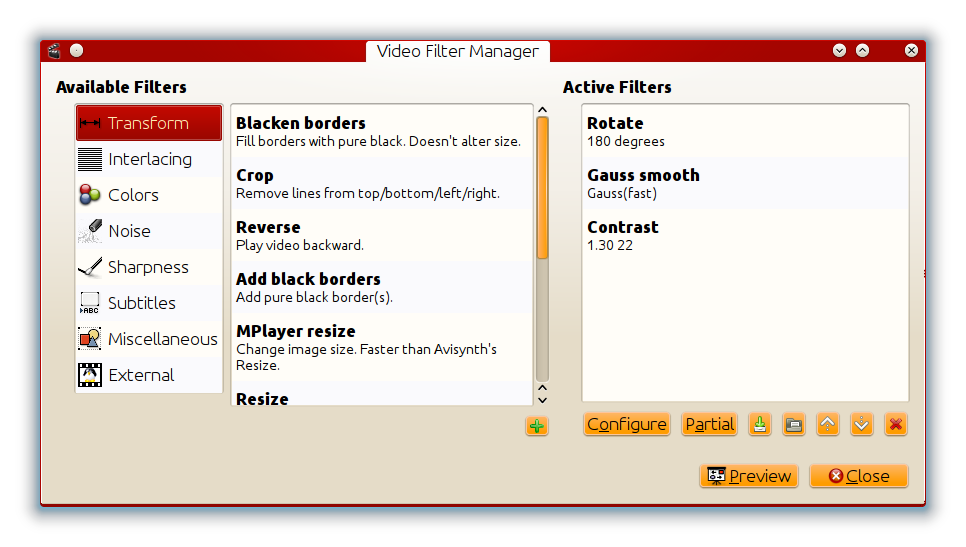 Video Filter Manager
Available Filters
Transform
Interlacing
Colors
Noise
Sharpness
ABC
Subtitles
Miscellaneous
External
Blacken borders
Fill borders with pure black. Doesn't alter size.
Crop
Remove lines from top/bottom/left/right.
Reverse
Play video backward.
Add black borders
Add pure black border(s).
MPlayer resize
Change image size. Faster than Avisynth's
Resize.
Resize
Active Filters
Rotate
180 degrees
Gauss smooth
Gauss(fast)
Contrast
1.30 22
Configure
Partial
Preview
Close